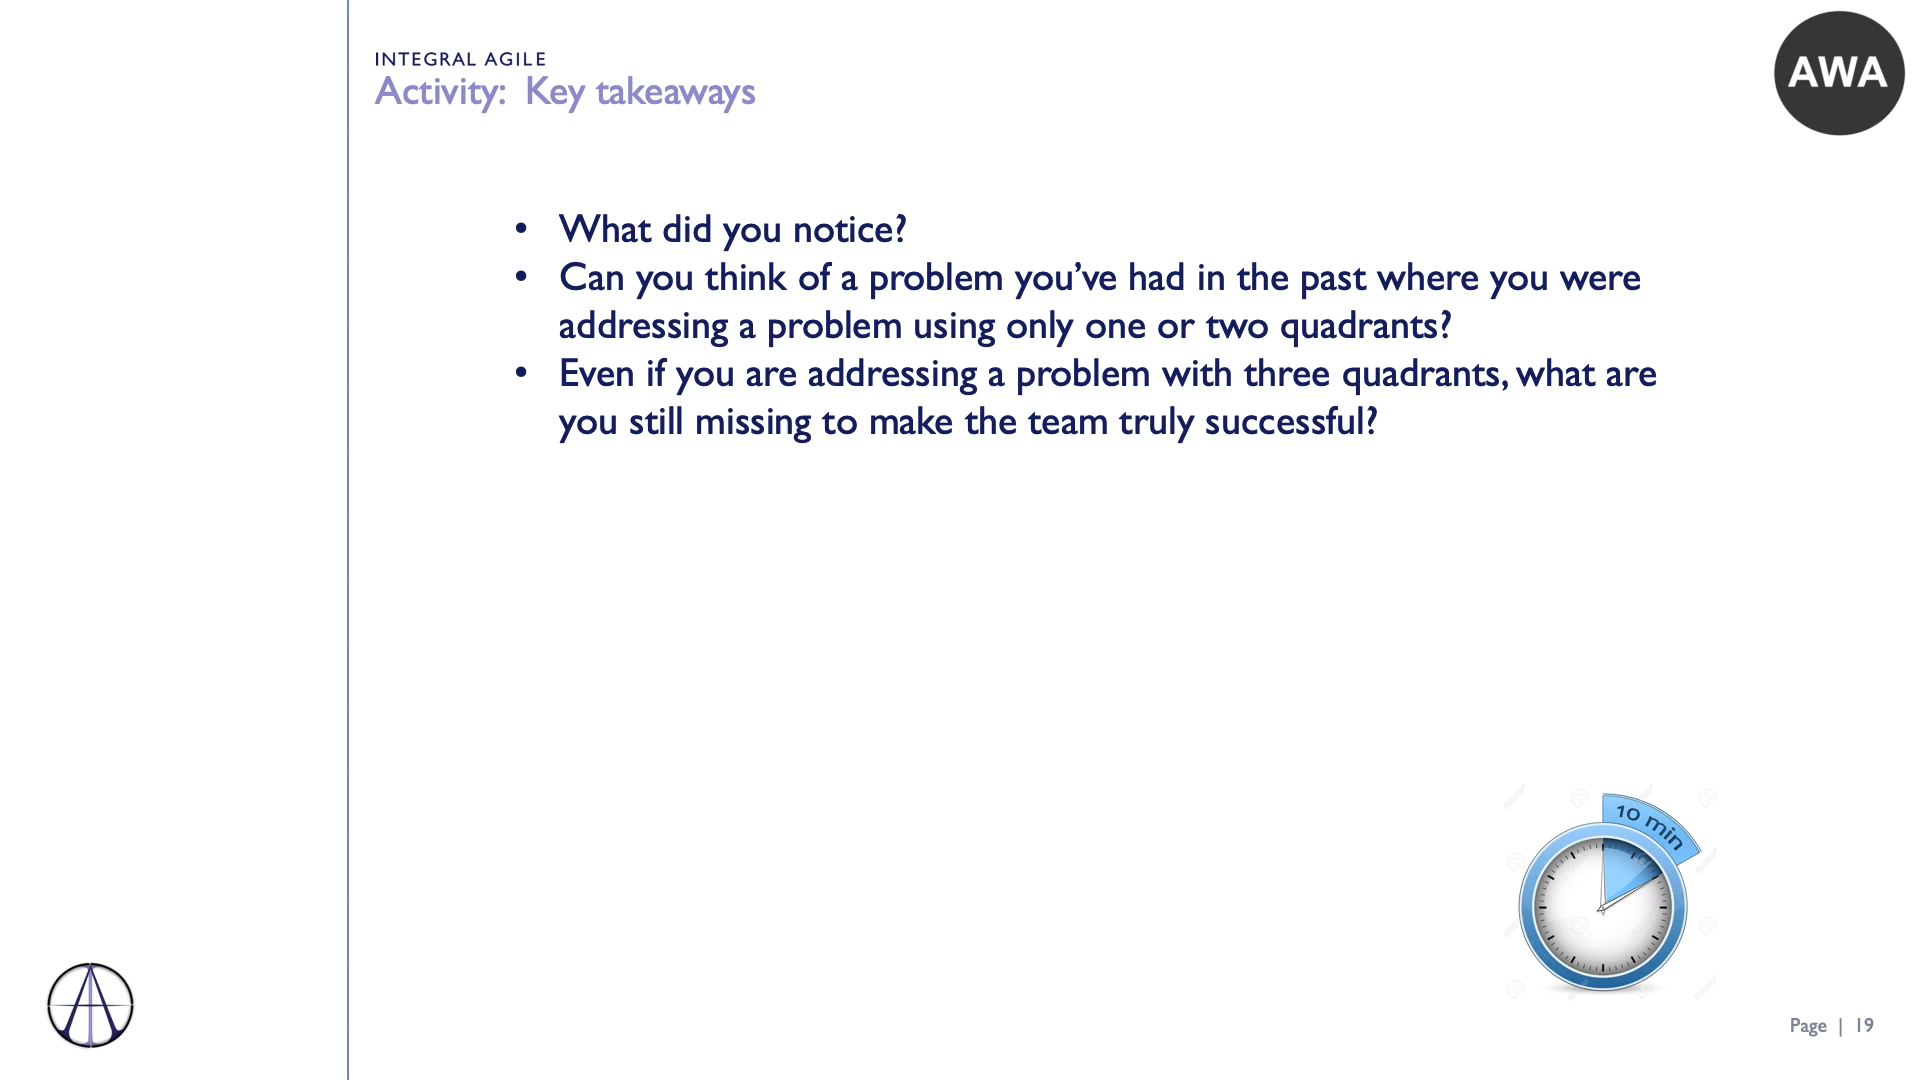 INTEGRAL AGILE
Activity:  Key takeaways
AWA
• What did you notice?
• Can you think of a problem you’ve had in the past where you were
addressing a problem using only one or two quadrants?
• Even if you are addressing a problem with three quadrants, what are
you still missing to make the team truly successful?
10 min
Page | 19